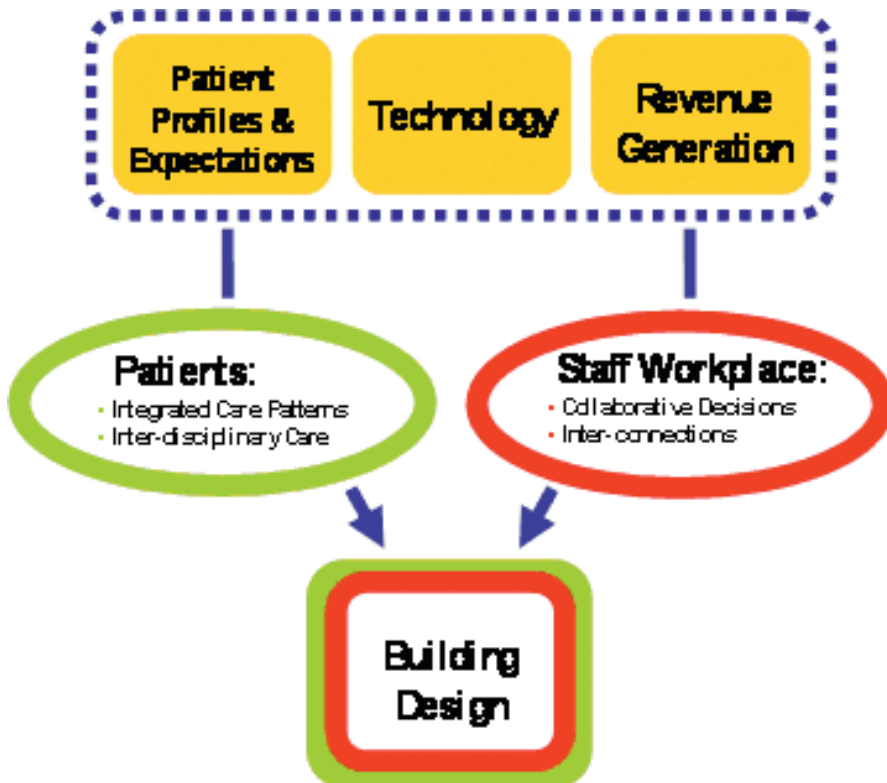 Patient
Profiles &
Expectations
Technology
Revenue
Generation
Patients:
• Integrated Care Patterns
• Inter-disciplinary Care
Staff Workplace:
• Collaborative Decisions
• Inter-connections
Building
Design